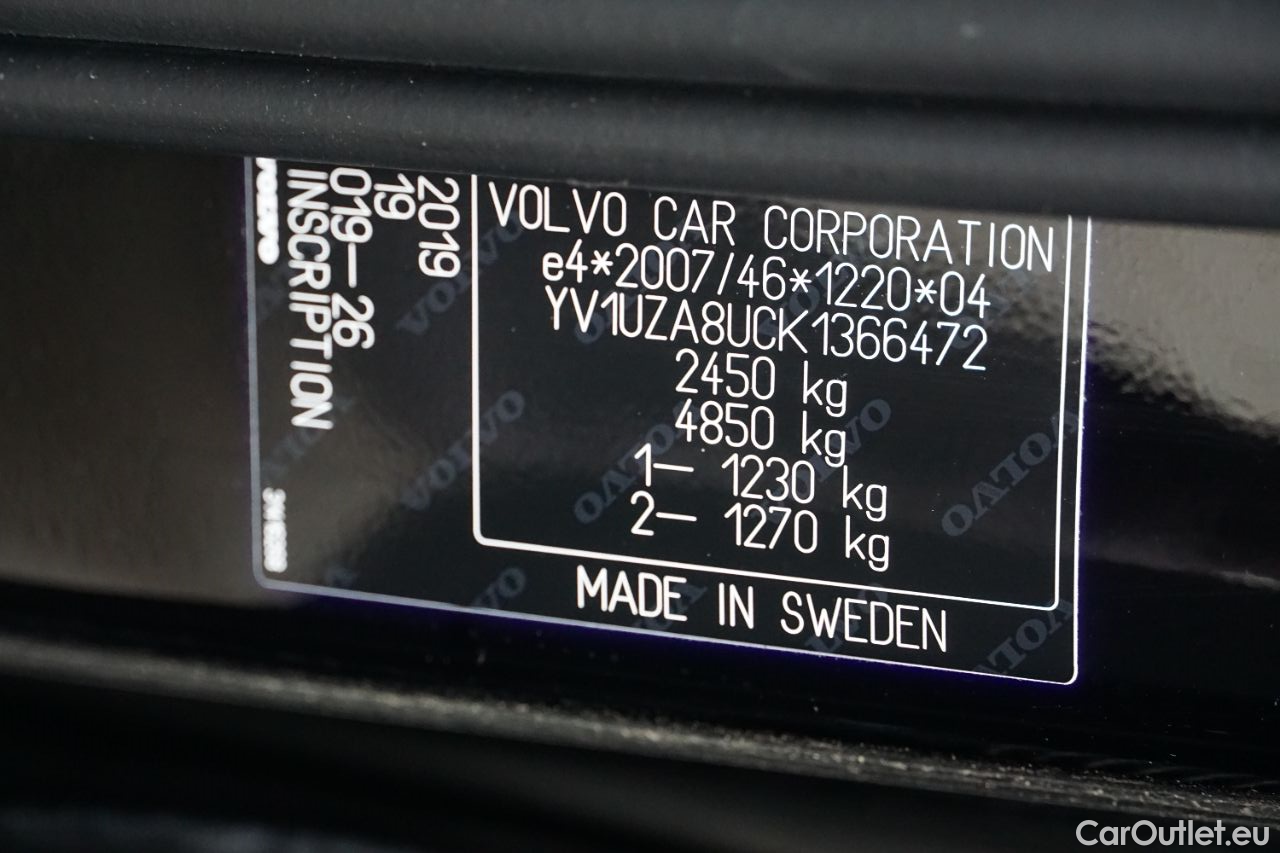 VOLVO CAR CORPORATION
e4*2007/46*1220*04
YV1UZA8UCK1366472
2450 kg
4850 kg
1– 1230 kg
2– 1270 kg
MADE IN SWEDEN
2019
19
019–26
INSCRIPTION
VOLVO
CarOutlet.eu